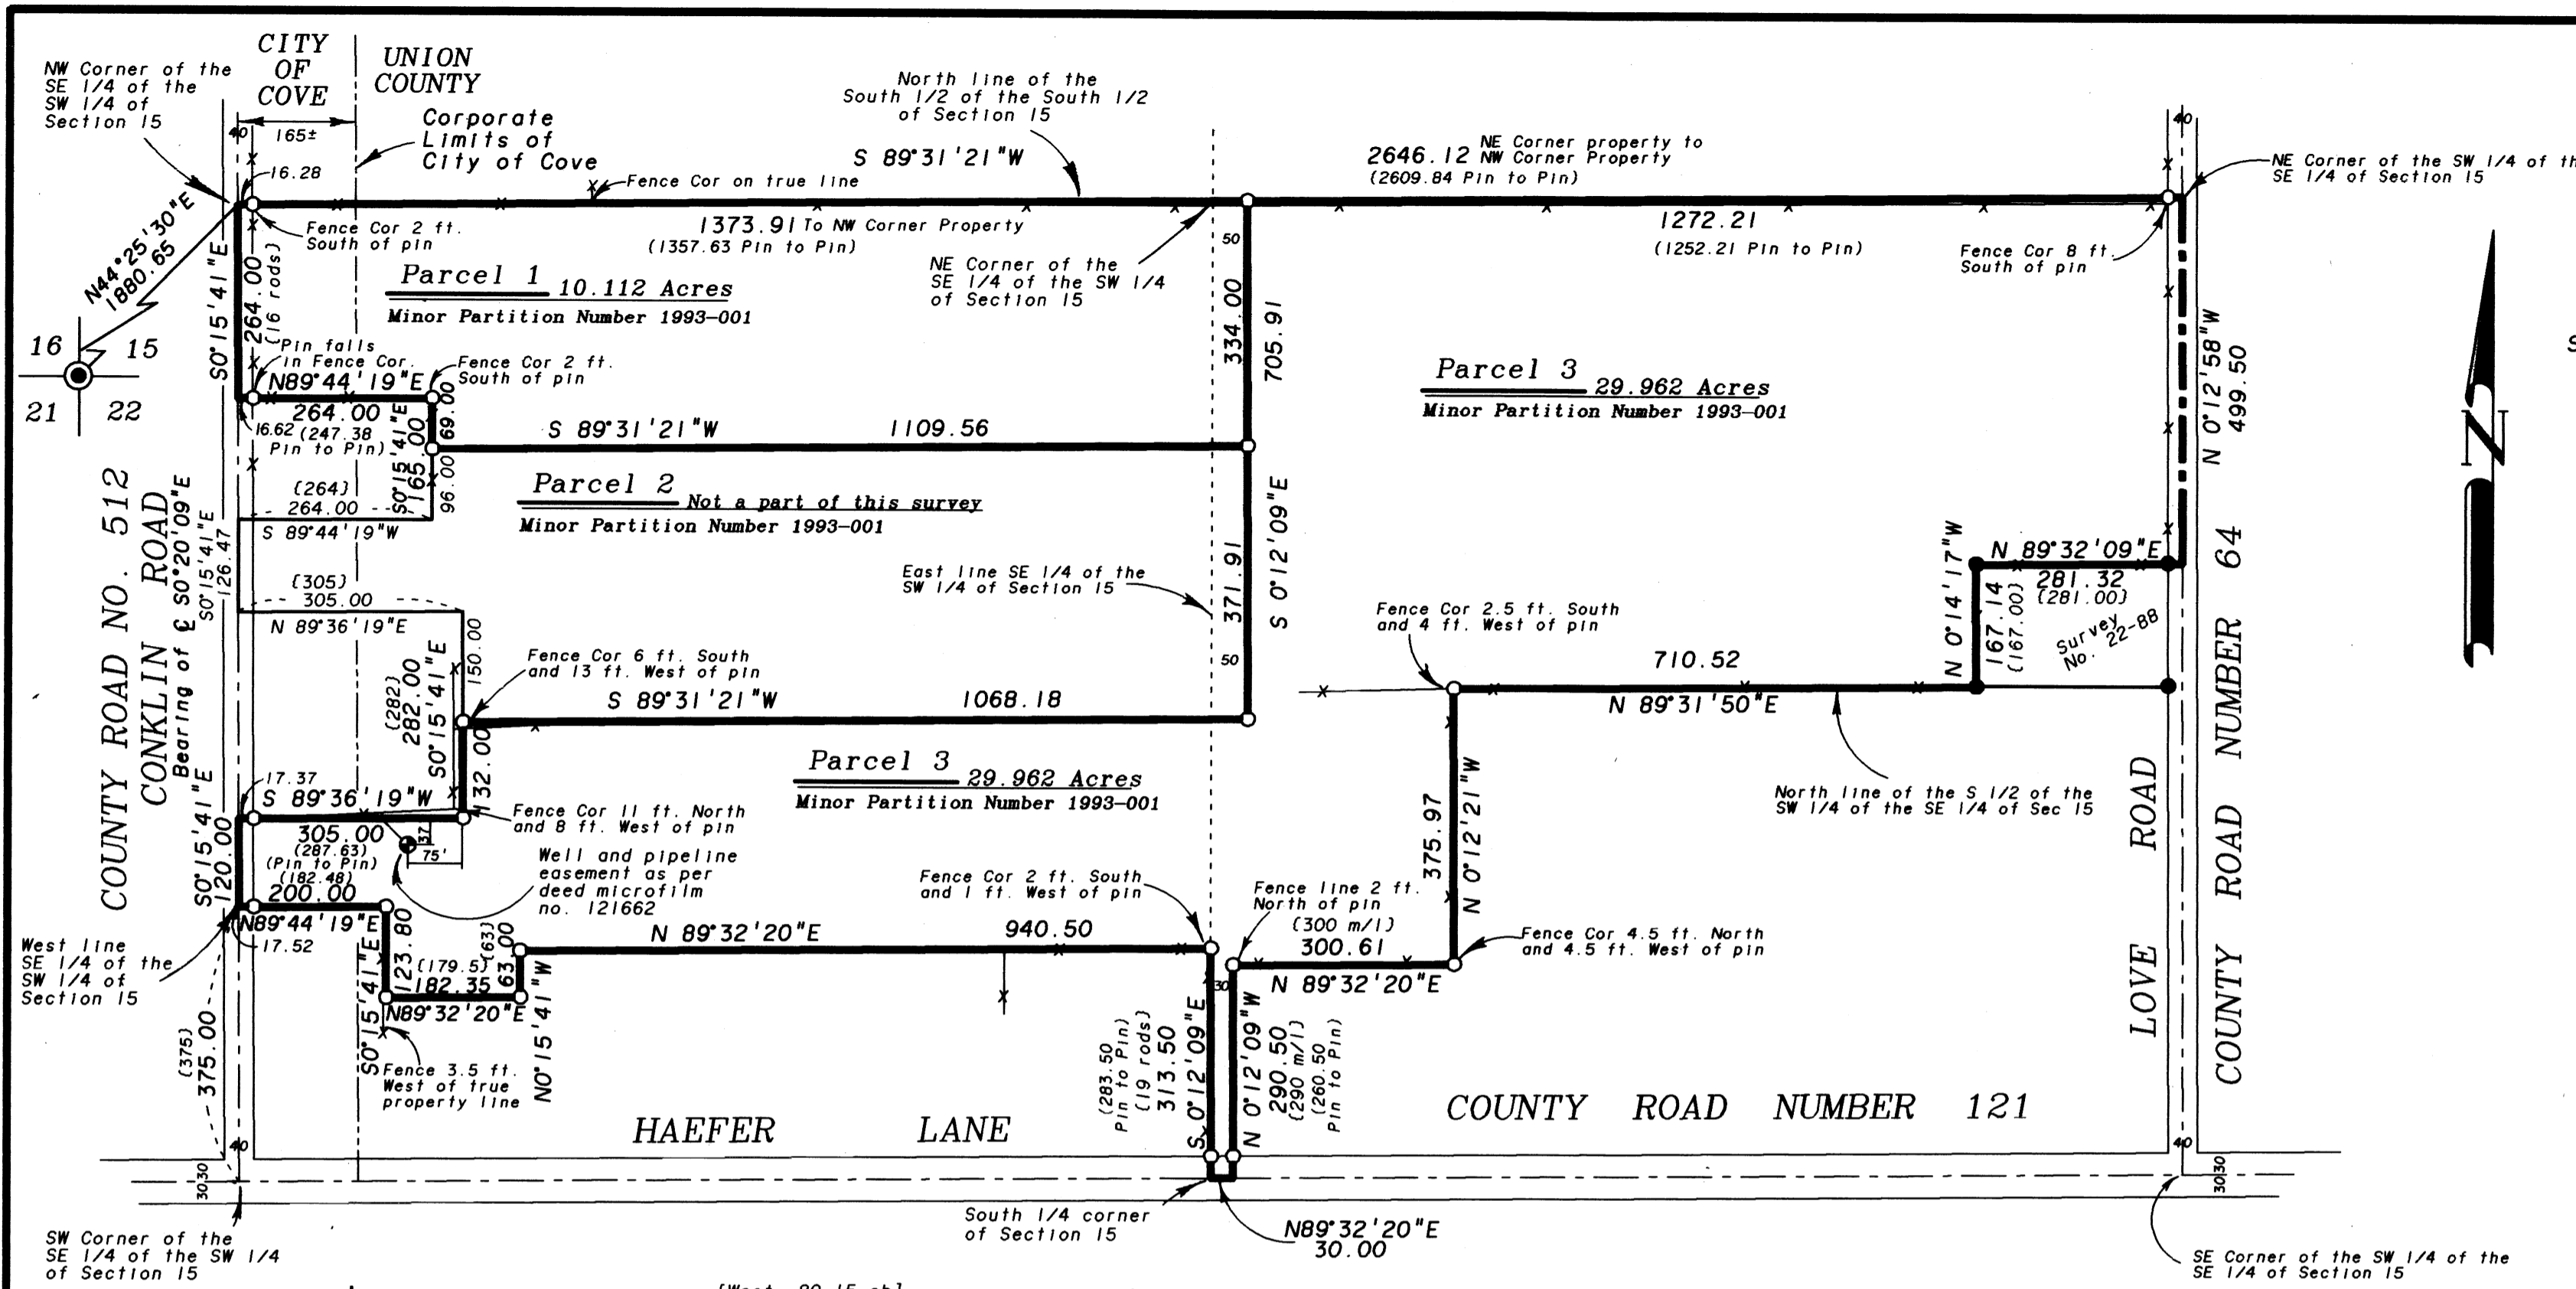 CITY
OF
COVE
UNION
COUNTY
NW Corner of the
SE 1/4 of the
SW 1/4 of
Section 15
40
165±
Corporate
Limits of
City of Cove
North line of the
South 1/2 of the South 1/2
of Section 15
S 89°31'21"W
2646.12
NE Corner property to
NW Corner Property
(2609.84 Pin to Pin)
40
NE Corner of the SW 1/4 of th
SE 1/4 of Section 15
16.28
Fence Cor on true line
N44°25'30"E
1880.65
Fence Cor 2 ft.
South of pin
1373.91 To NW Corner Property
(1357.63 Pin to Pin)
50
1272.21
(1252.21 Pin to Pin)
Fence Cor 8 ft.
South of pin
NE Corner of the
SE 1/4 of the SW 1/4
of Section 15
S0°15'41"E
264.00
(16 rods)
Parcel 1 10.112 Acres
Minor Partition Number 1993-001
334.00
705.91
N 0°12'58"W
499.50
16 15
21 22
Pin falls
in Fence Cor.
Fence Cor 2 ft.
South of pin
Parcel 3 29.962 Acres
Minor Partition Number 1993-001
S
N
N89°44'19"E
264.00
16.62 (247.38
Pin to Pin)
S0°15'41"E
165.00
69.00
96.00
S 89°31'21"W 1109.56
Parcel 2 Not a part of this survey
Minor Partition Number 1993-001
(264)
264.00
S 89°44'19"W
COUNTY ROAD NO. 512
CONKLIN ROAD
Bearing of ℄ S0°20'09"E
S0°15'41"E
126.47
(305)
305.00
N 89°36'19"E
East line SE 1/4 of the
SW 1/4 of Section 15
371.91
S 0°12'09"E
N 0°14'17"W
N 89°32'09"E
281.32
(281.00)
167.14
(167.00)
Survey
No. 22-88
Fence Cor 2.5 ft. South
and 4 ft. West of pin
150.00
(282)
282.00
S0°15'41"E
132.00
Fence Cor 6 ft. South
and 13 ft. West of pin
S 89°31'21"W 1068.18
50
710.52
N 89°31'50"E
North line of the S 1/2 of the
SW 1/4 of the SE 1/4 of Sec 15
Parcel 3 29.962 Acres
Minor Partition Number 1993-001
17.37
S 89°36'19"W
305.00
(287.63)
(Pin to Pin)
(182.48)
200.00
N89°44'19"E
17.52
S0°15'41"E
120.00
37
75'
Fence Cor 11 ft. North
and 8 ft. West of pin
Well and pipeline
easement as per
deed microfilm
no. 121662
375.97
N 0°12'21"W
LOVE ROAD
COUNTY ROAD NUMBER 64
Fence Cor 2 ft. South
and 1 ft. West of pin
Fence line 2 ft.
North of pin
(300 m/l)
300.61
N 89°32'20"E
Fence Cor 4.5 ft. North
and 4.5 ft. West of pin
West line
SE 1/4 of the
SW 1/4 of
Section 15
S0°15'41"E
123.80
(179.5)
182.35
N89°32'20"E
(63)
63.00
N0°15'41"W
N 89°32'20"E 940.50
30
(375)
375.00
Fence 3.5 ft.
West of true
property line
(283.50
Pin to Pin)
(19 rods)
313.50
S 0°12'09"E
N 0°12'09"W
290.50
(290 m/l)
(260.50
Pin to Pin)
HAEFER LANE
COUNTY ROAD NUMBER 121
40
40
30 30
30 30
SW Corner of the
SE 1/4 of the SW 1/4
of Section 15
South 1/4 corner
of Section 15
N89°32'20"E
30.00
SE Corner of the SW 1/4 of the
SE 1/4 of Section 15